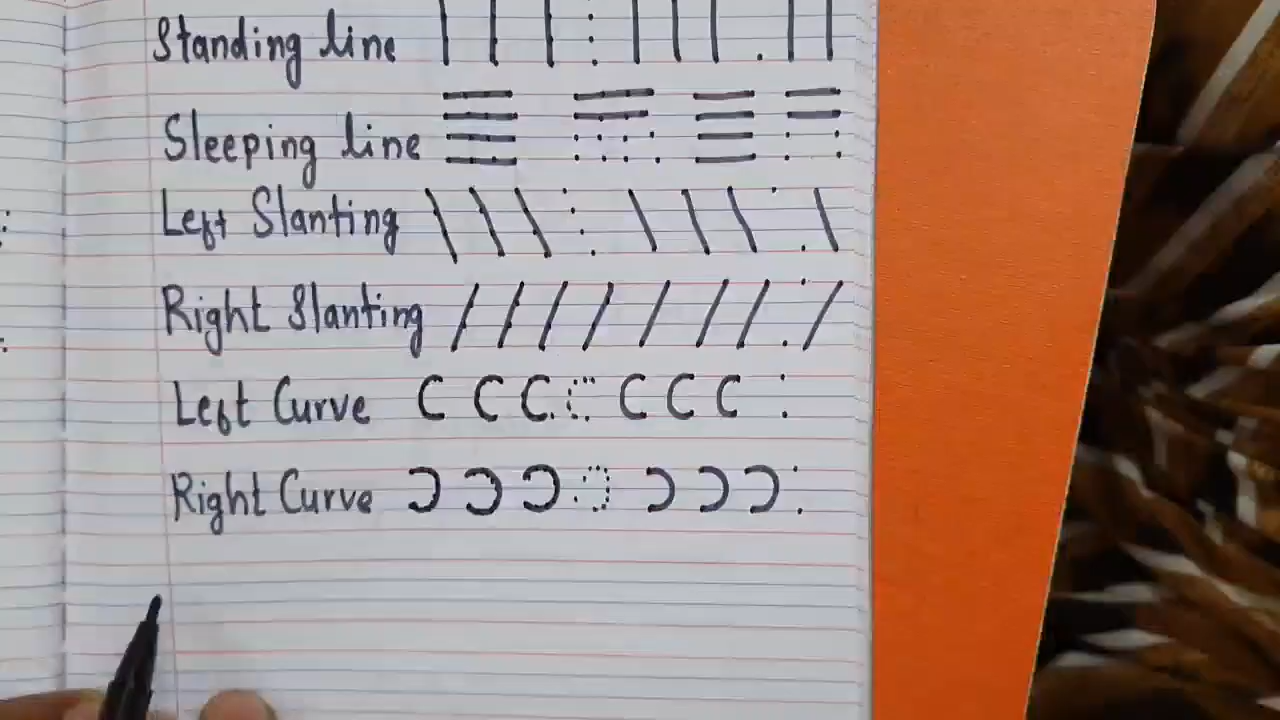 Standing line
Sleeping line
Left Slanting
Right Slanting
Left Curve C C C C C C
Right Curve